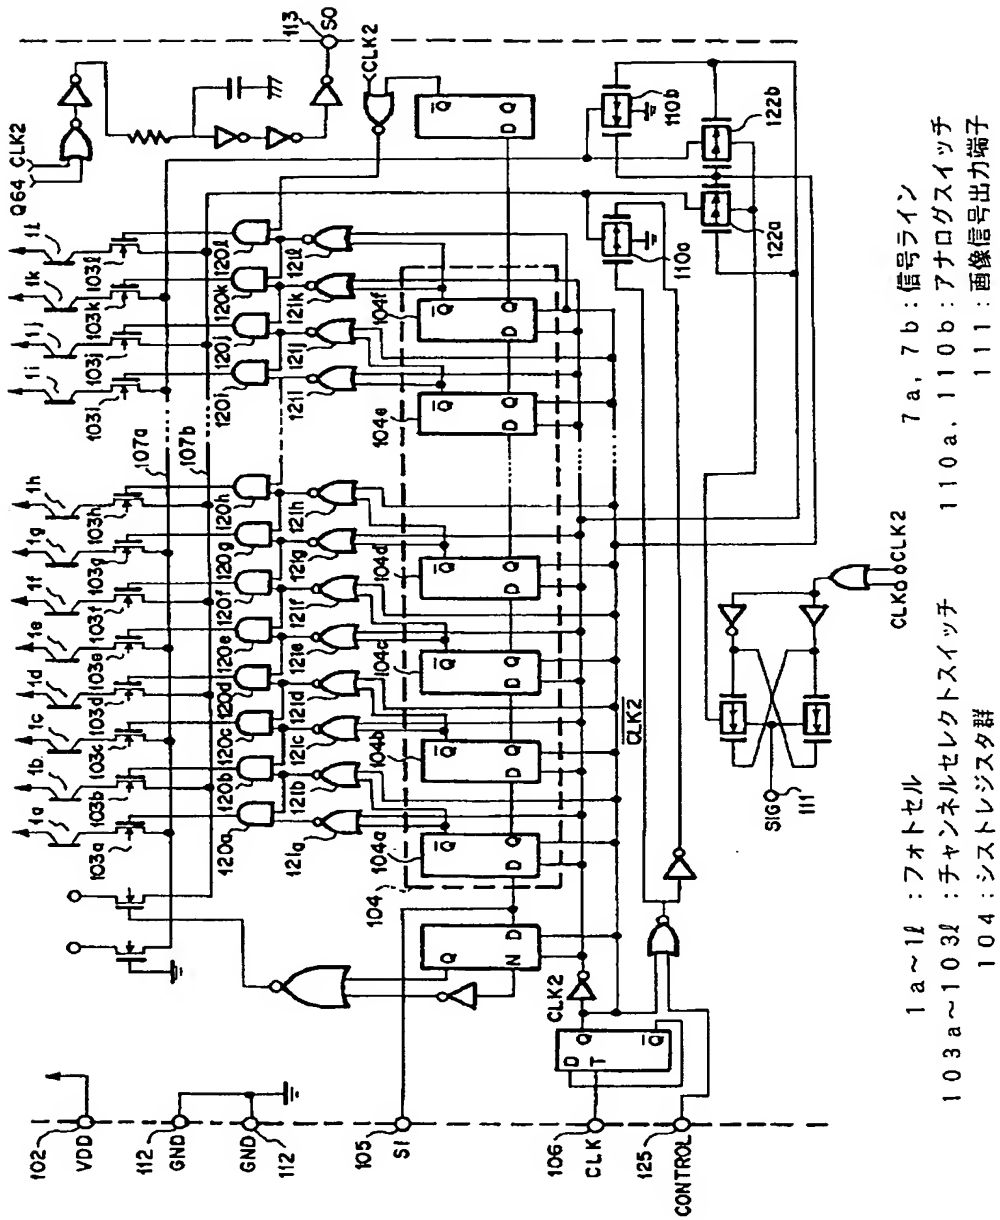 102
VDD
112
GND
GND
112
105
SI
106
CLK
125
CONTROL
1a 1b 1c 1d 1e 1f 1g 1h 1i 1j 1k 1l
103a 103b 103c 103d 103e 103f 103g 103h 103i 103j 103k 103l
107a
107b
120a 120b 120c 120d 120e 120f 120g 120h 120i 120j 120k 120l
121a 121b 121c 121d 121e 121f 121g 121h 121i 121j 121k 121l
104
104a 104b 104c 104d 104e 104f
Q D N
Q̅ D Q
Q̅ D Q
Q̅ D Q
Q̅ D Q
Q̅ D Q
Q̅ D Q
Q̅ D Q
Q64 CLK2
113
SO
CLK2
CLK2
D Q
T
Q̅
C̅L̅K̅2̅
110a
110b
122a
122b
SIG
111
CLK CLK2
1a~1l:フォトセル
103a~103l:チャンネルセレクトスイッチ
104:シストレジスタ群
7a,7b:信号ライン
110a,110b:アナログスイッチ
111:画像信号出力端子